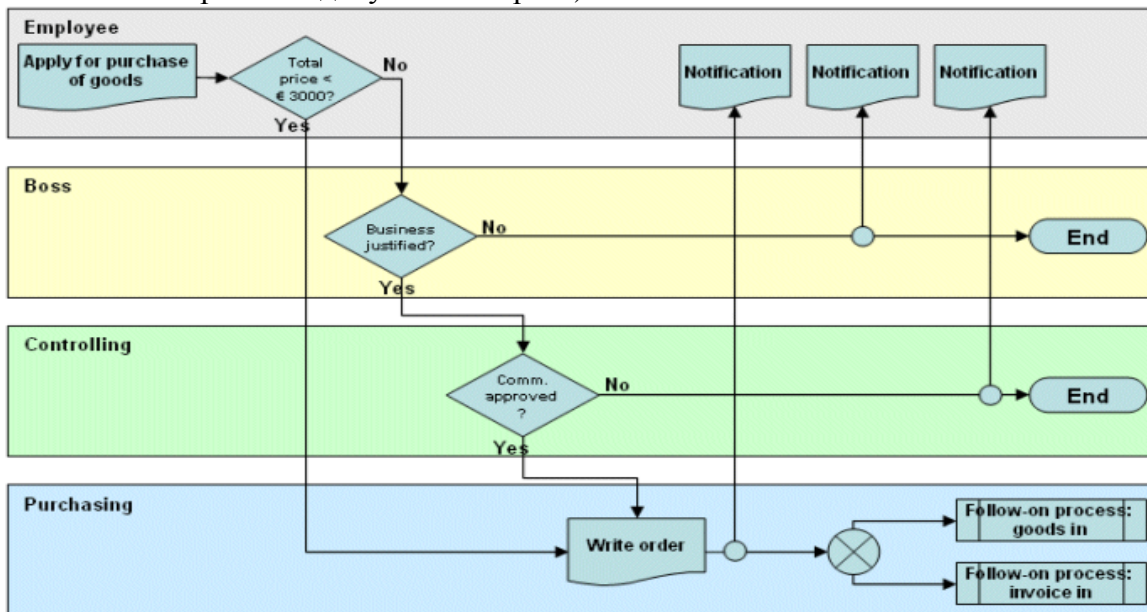 Employee
Apply for purchase
of goods
Total
price <
€ 3000?
No
Yes
Notification
Notification
Notification
Boss
Business
justified?
No
Yes
End
Controlling
Comm.
approved
?
No
Yes
End
Purchasing
Write order
Follow-on process:
goods in
Follow-on process:
invoice in